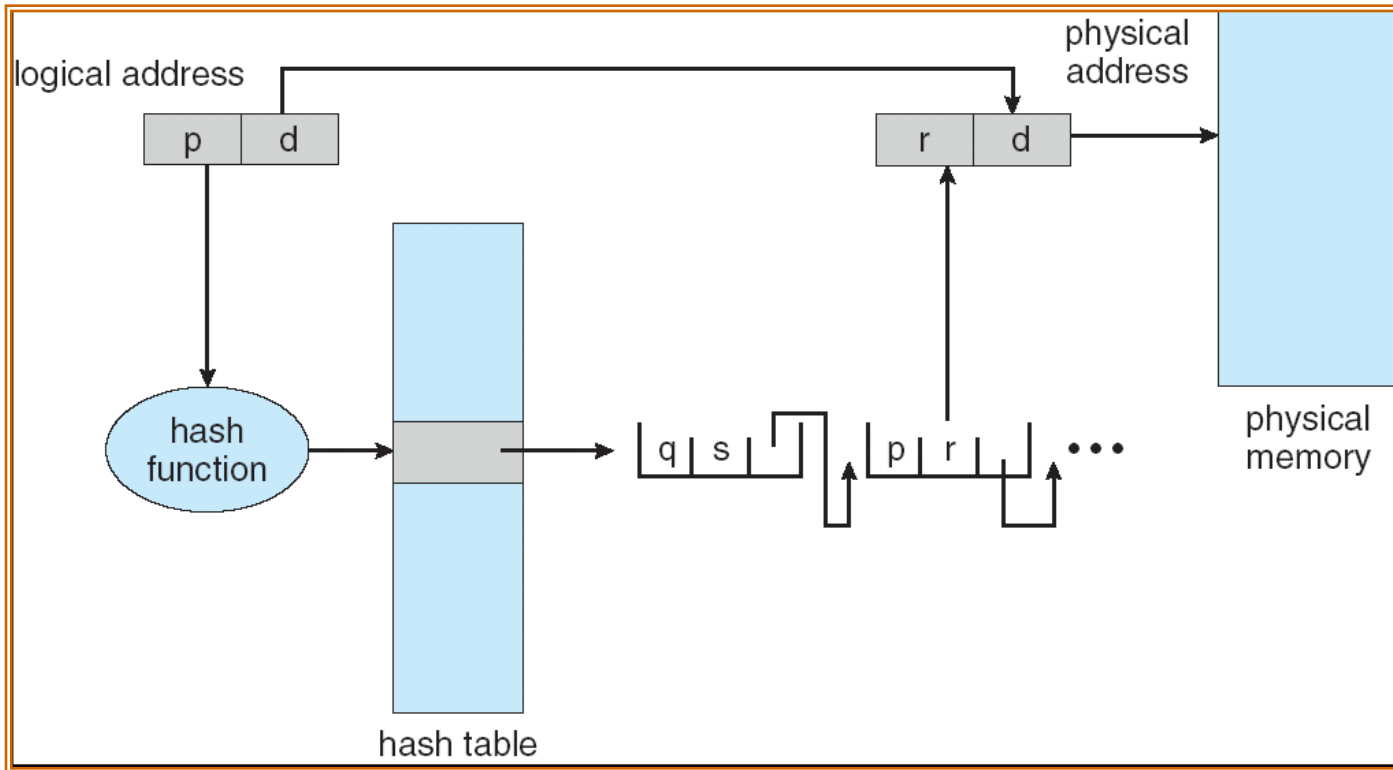 logical address
physical
address
p d
r d
hash
function
q s
p r
physical
memory
hash table